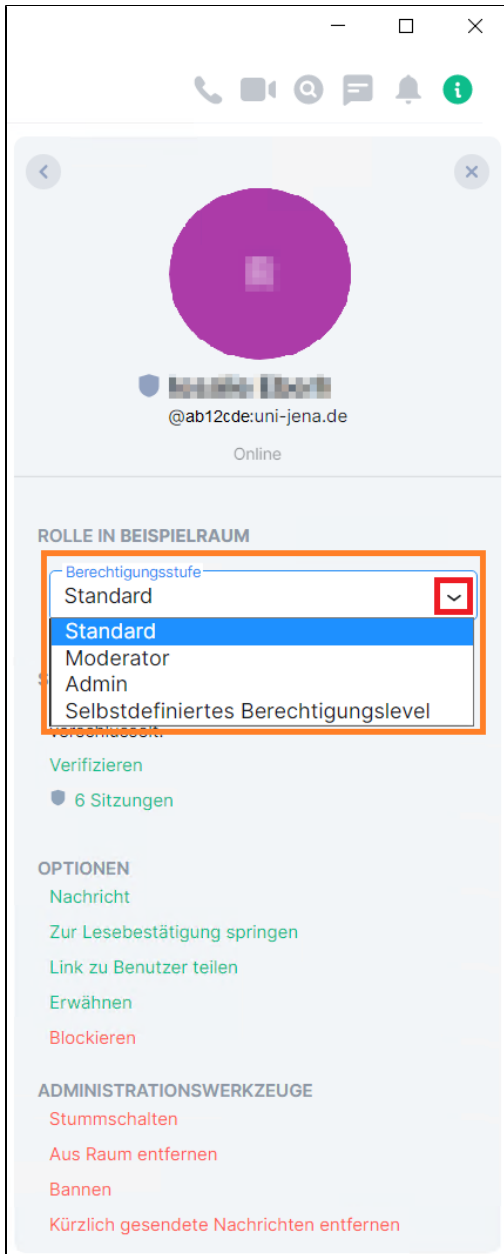 @ab12cde:uni-jena.de
Online
ROLLE IN BEISPIELRAUM
Berechtigungsstufe
Standard
Standard
Moderator
Admin
Selbstdefiniertes Berechtigungslevel
Verifizieren
6 Sitzungen
OPTIONEN
Nachricht
Zur Lesebestätigung springen
Link zu Benutzer teilen
Erwähnen
Blockieren
ADMINISTRATIONSWERKZEUGE
Stummschalten
Aus Raum entfernen
Bannen
Kürzlich gesendete Nachrichten entfernen